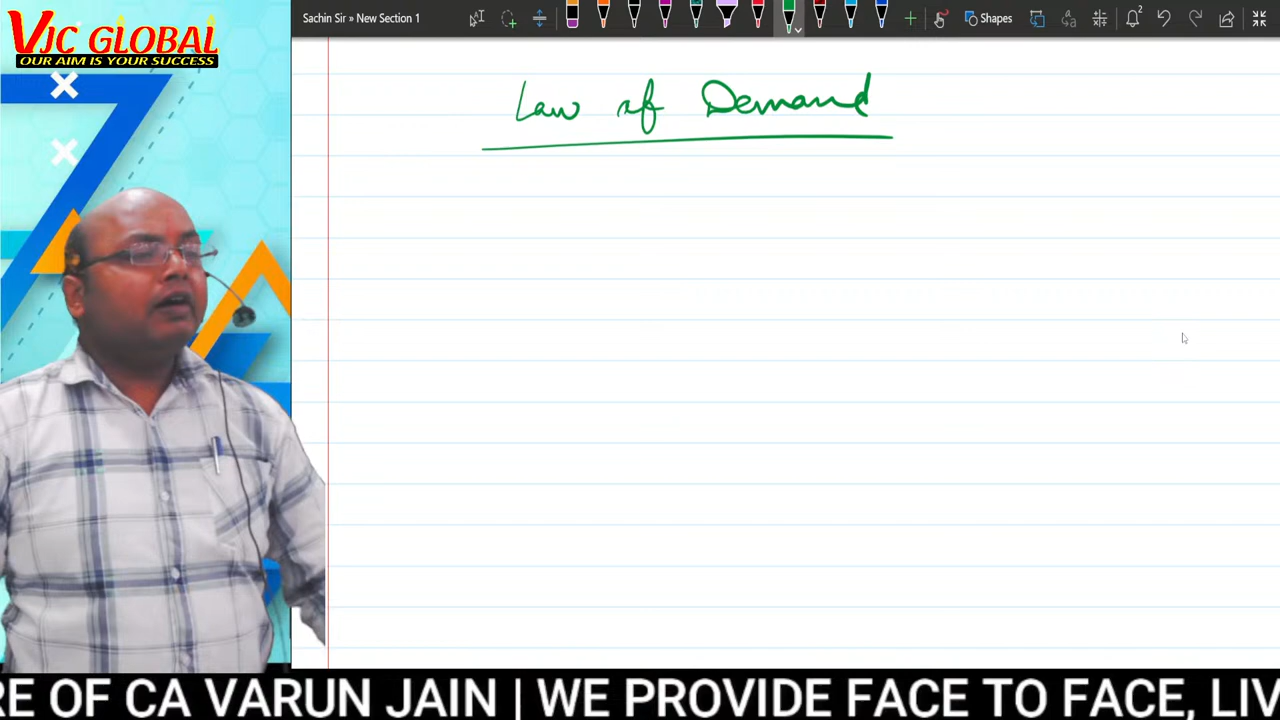 VJC GLOBAL
OUR AIM IS YOUR SUCCESS
Sachin Sir » New Section 1
Shapes
2
Law of Demand
RE OF CA VARUN JAIN | WE PROVIDE FACE TO FACE, LIV